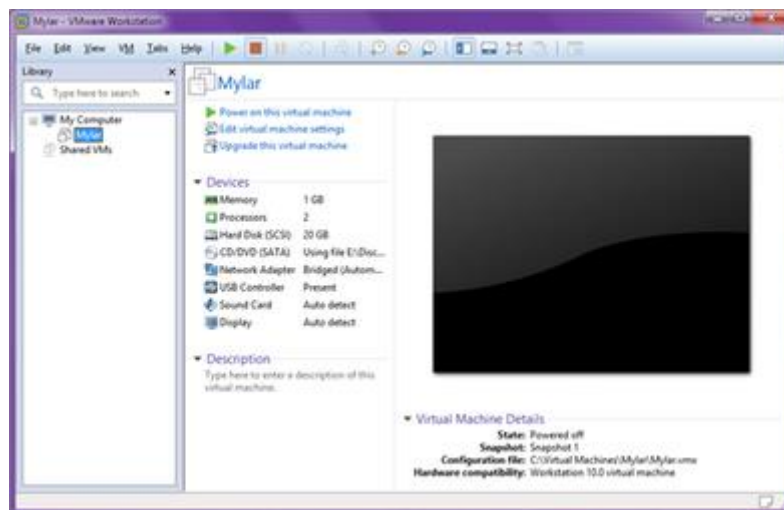 Mylar - VMware Workstation
File Edit View VM Tabs Help
Library
Type here to search
My Computer
Mylar
Shared VMs
Mylar
Power on this virtual machine
Edit virtual machine settings
Upgrade this virtual machine
Devices
Memory 1 GB
Processors 2
Hard Disk (SCSI) 20 GB
CD/DVD (SATA) Using file E:\Disc...
Network Adapter Bridged (Autom...
USB Controller Present
Sound Card Auto detect
Display Auto detect
Description
Type here to enter a description of this
virtual machine.
Virtual Machine Details
State: Powered off
Snapshot: Snapshot 1
Configuration file: C:\Virtual Machines\Mylar\Mylar.vmx
Hardware compatibility: Workstation 10.0 virtual machine